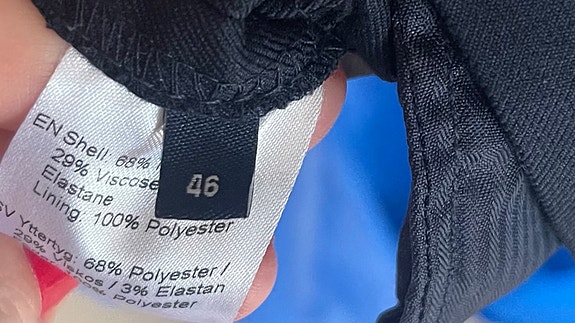 EN Shell: 68%
29% Viscose
Elastane
Lining: 100% Polyester
SV Yttertyg: 68% Polyester /
29% Viskos / 3% Elastan
100% Polyester
46